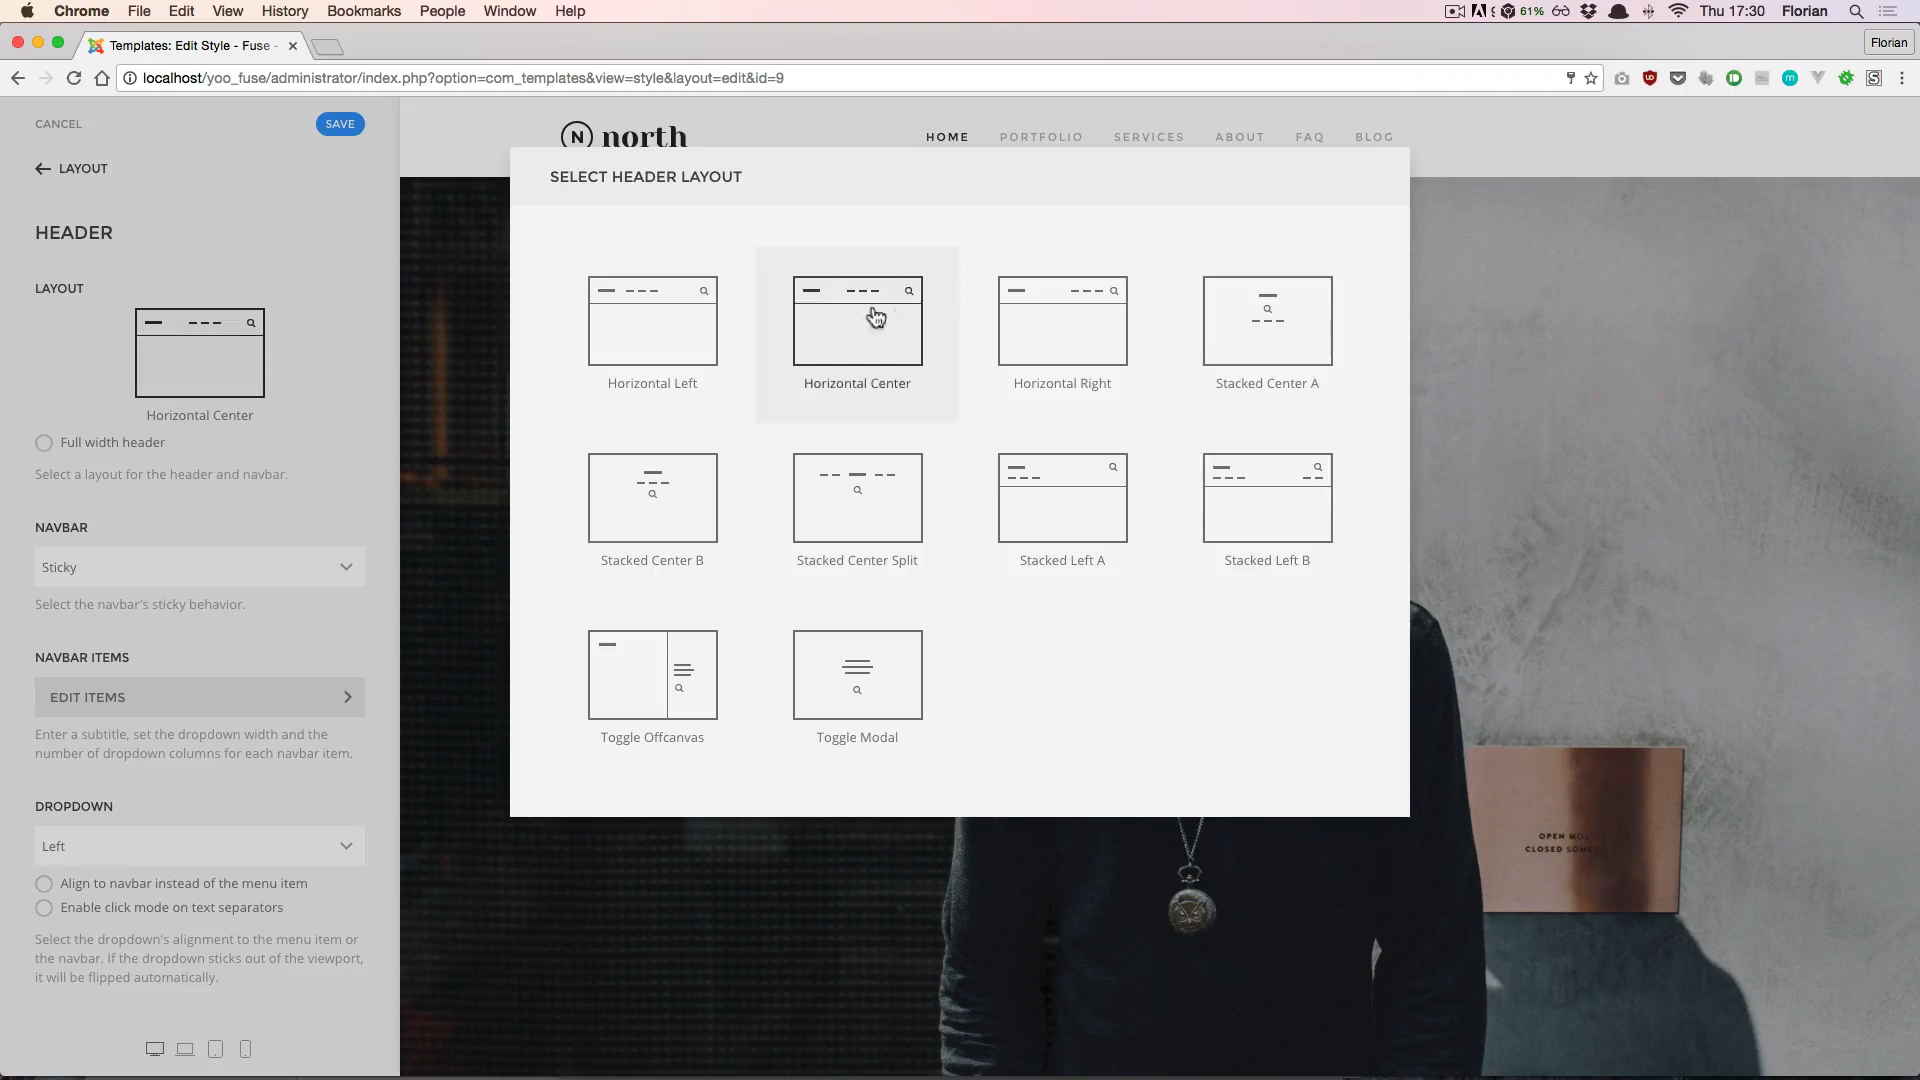 Chrome File Edit View History Bookmarks People Window Help
61% Thu 17:30 Florian
Templates: Edit Style - Fuse -
Florian
localhost/yoo_fuse/administrator/index.php?option=com_templates&view=style&layout=edit&id=9
CANCEL
SAVE
LAYOUT
HEADER
LAYOUT
Horizontal Center
Full width header
Select a layout for the header and navbar.
NAVBAR
Sticky
Select the navbar's sticky behavior.
NAVBAR ITEMS
EDIT ITEMS
Enter a subtitle, set the dropdown width and the
number of dropdown columns for each navbar item.
DROPDOWN
Left
Align to navbar instead of the menu item
Enable click mode on text separators
Select the dropdown's alignment to the menu item or
the navbar. If the dropdown sticks out of the viewport,
it will be flipped automatically.
N north
HOME PORTFOLIO SERVICES ABOUT FAQ BLOG
SELECT HEADER LAYOUT
Horizontal Left
Horizontal Center
Horizontal Right
Stacked Center A
Stacked Center B
Stacked Center Split
Stacked Left A
Stacked Left B
Toggle Offcanvas
Toggle Modal
OPEN
CLOSED